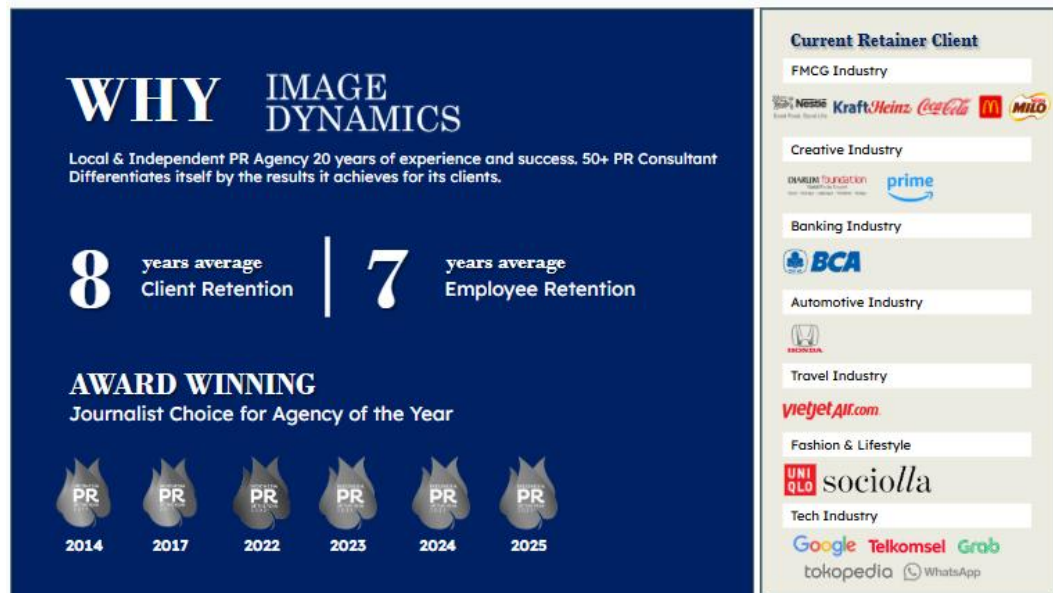 WHY
IMAGE
DYNAMICS
Local & Independent PR Agency 20 years of experience and success. 50+ PR Consultant
Differentiates itself by the results it achieves for its clients.
8
years average
Client Retention
7
years average
Employee Retention
AWARD WINNING
Journalist Choice for Agency of the Year
PR
PR
PR
PR
PR
PR
2014
2017
2022
2023
2024
2025
Current Retainer Client
FMCG Industry
Nestlé
KraftHeinz
Coca-Cola
MILO
Creative Industry
DJARUM foundation
prime
Banking Industry
BCA
Automotive Industry
HONDA
Travel Industry
vietjetAir.com
Fashion & Lifestyle
UNI
QLO
sociolla
Tech Industry
Google
Telkomsel
Grab
tokopedia
WhatsApp